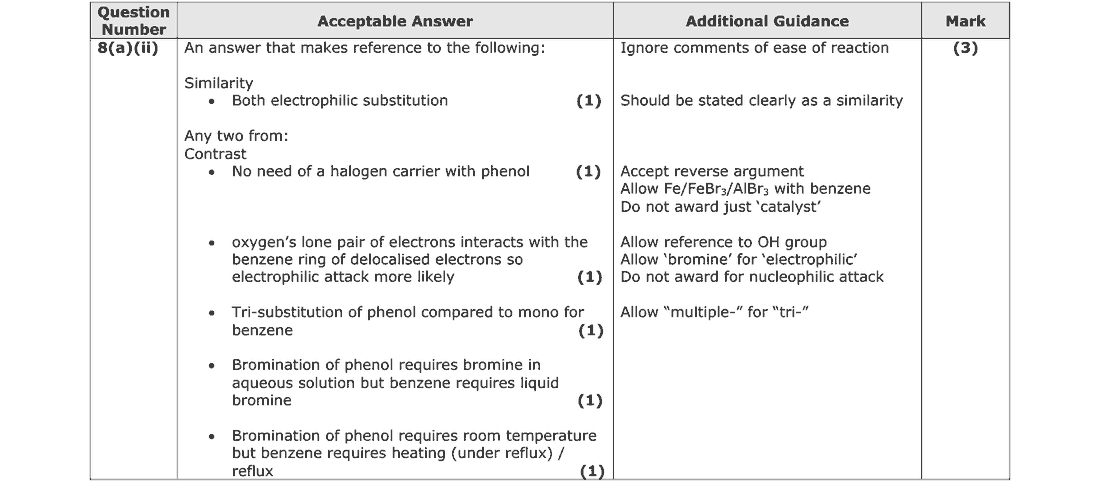 Question Number
Acceptable Answer
Additional Guidance
Mark
8(a)(ii)
An answer that makes reference to the following:
Ignore comments of ease of reaction
(3)
Similarity
• Both electrophilic substitution (1)
Should be stated clearly as a similarity
Any two from:
Contrast
• No need of a halogen carrier with phenol (1)
Accept reverse argument
Allow Fe/FeBr₃/AlBr₃ with benzene
Do not award just ‘catalyst’
• oxygen’s lone pair of electrons interacts with the
benzene ring of delocalised electrons so
electrophilic attack more likely (1)
Allow reference to OH group
Allow ‘bromine’ for ‘electrophilic’
Do not award for nucleophilic attack
• Tri-substitution of phenol compared to mono for
benzene (1)
Allow “multiple-” for “tri-”
• Bromination of phenol requires bromine in
aqueous solution but benzene requires liquid
bromine (1)
• Bromination of phenol requires room temperature
but benzene requires heating (under reflux) /
reflux (1)